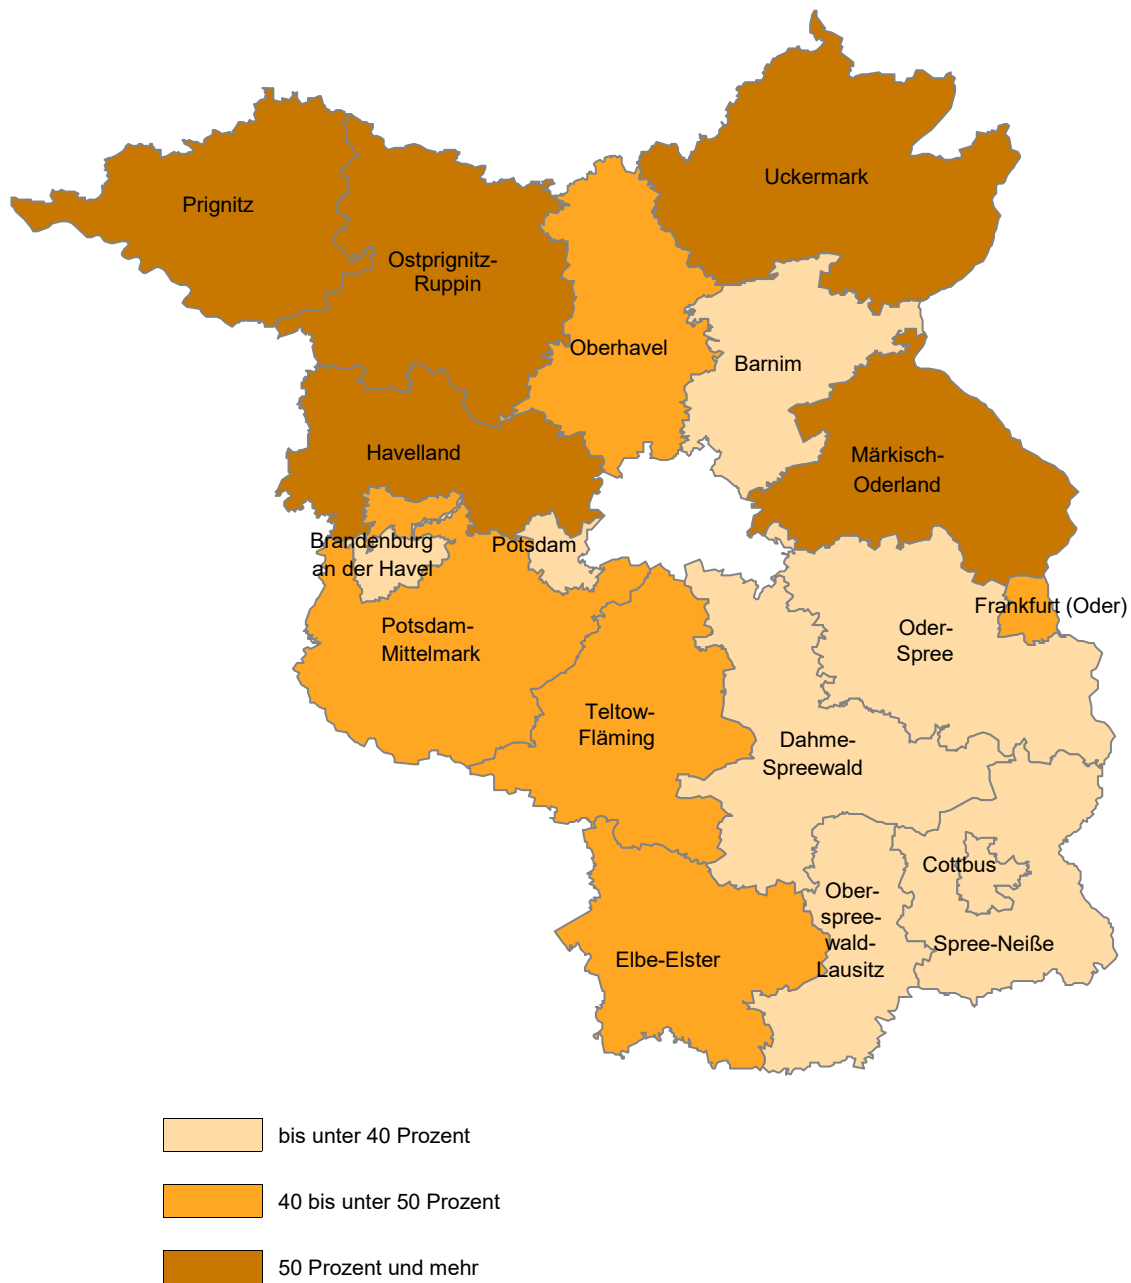 Uckermark
Prignitz
Ostprignitz-
Ruppin
Oberhavel
Barnim
Havelland
Märkisch-
Oderland
Brandenburg
an der Havel
Potsdam
Frankfurt (Oder)
Potsdam-
Mittelmark
Oder-
Spree
Teltow-
Fläming
Dahme-
Spreewald
Cottbus
Ober-
spree-
wald-
Lausitz
Spree-Neiße
Elbe-Elster
bis unter 40 Prozent
40 bis unter 50 Prozent
50 Prozent und mehr